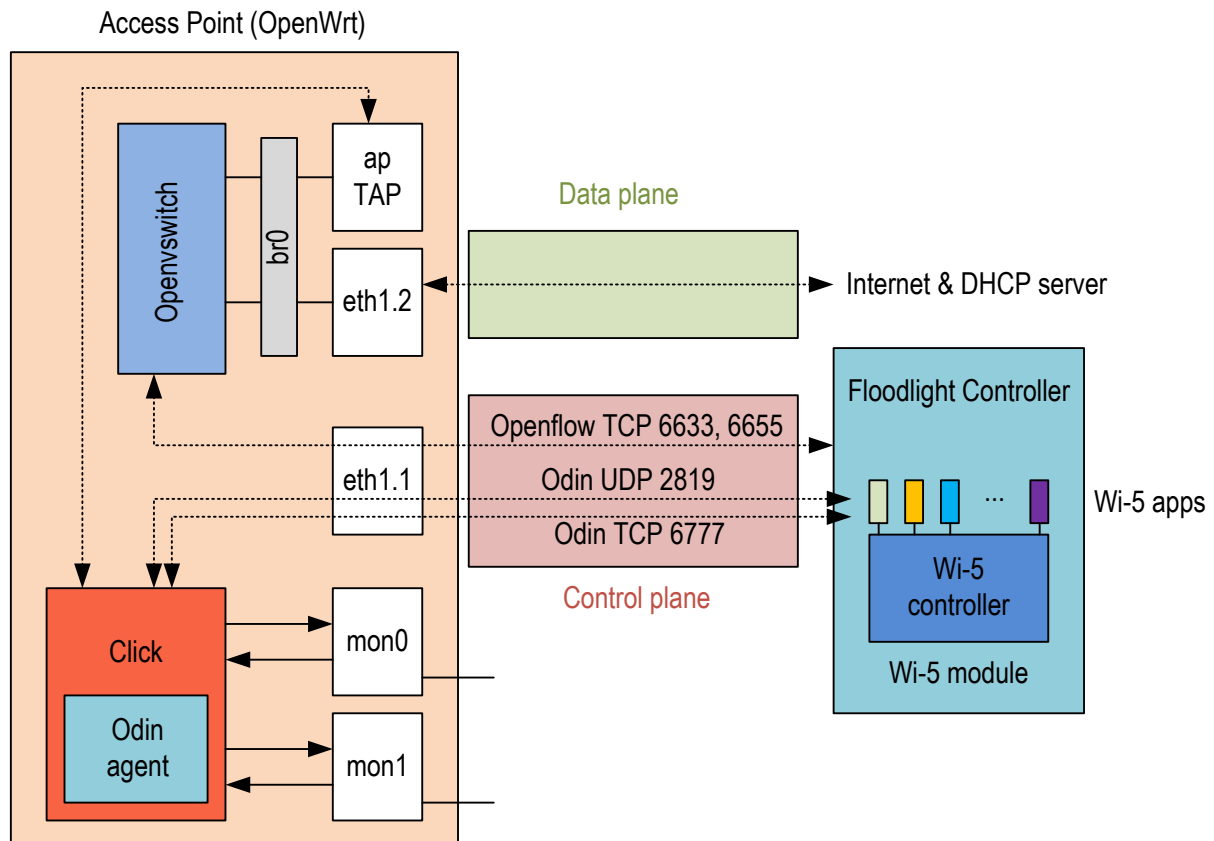 Access Point (OpenWrt)
Openvswitch
br0
ap
TAP
eth1.2
Data plane
Internet & DHCP server
eth1.1
Openflow TCP 6633, 6655
Odin UDP 2819
Odin TCP 6777
Control plane
Floodlight Controller
...
Wi-5 apps
Wi-5
controller
Wi-5 module
Click
Odin
agent
mon0
mon1